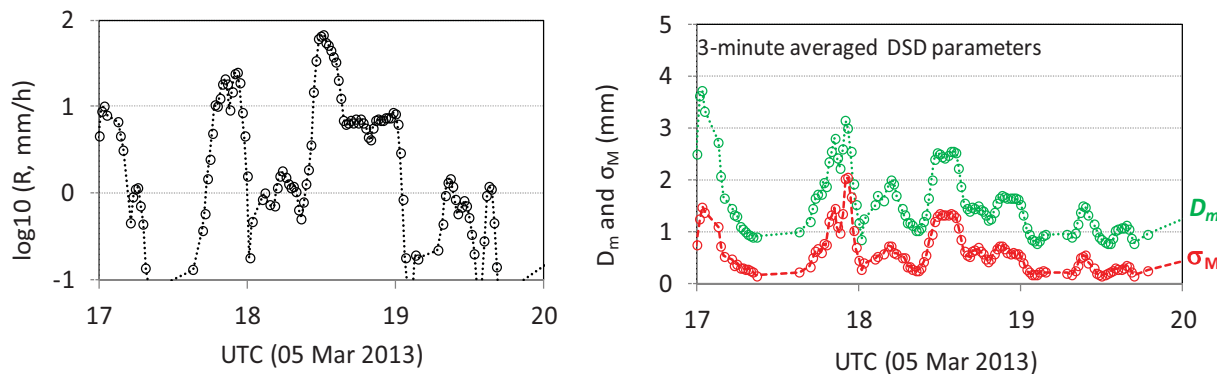 log10 (R, mm/h)
2
1
0
-1
17 18 19 20
UTC (05 Mar 2013)
Dm and σM (mm)
5
4
3
2
1
0
3-minute averaged DSD parameters
Dm
σM
17 18 19 20
UTC (05 Mar 2013)